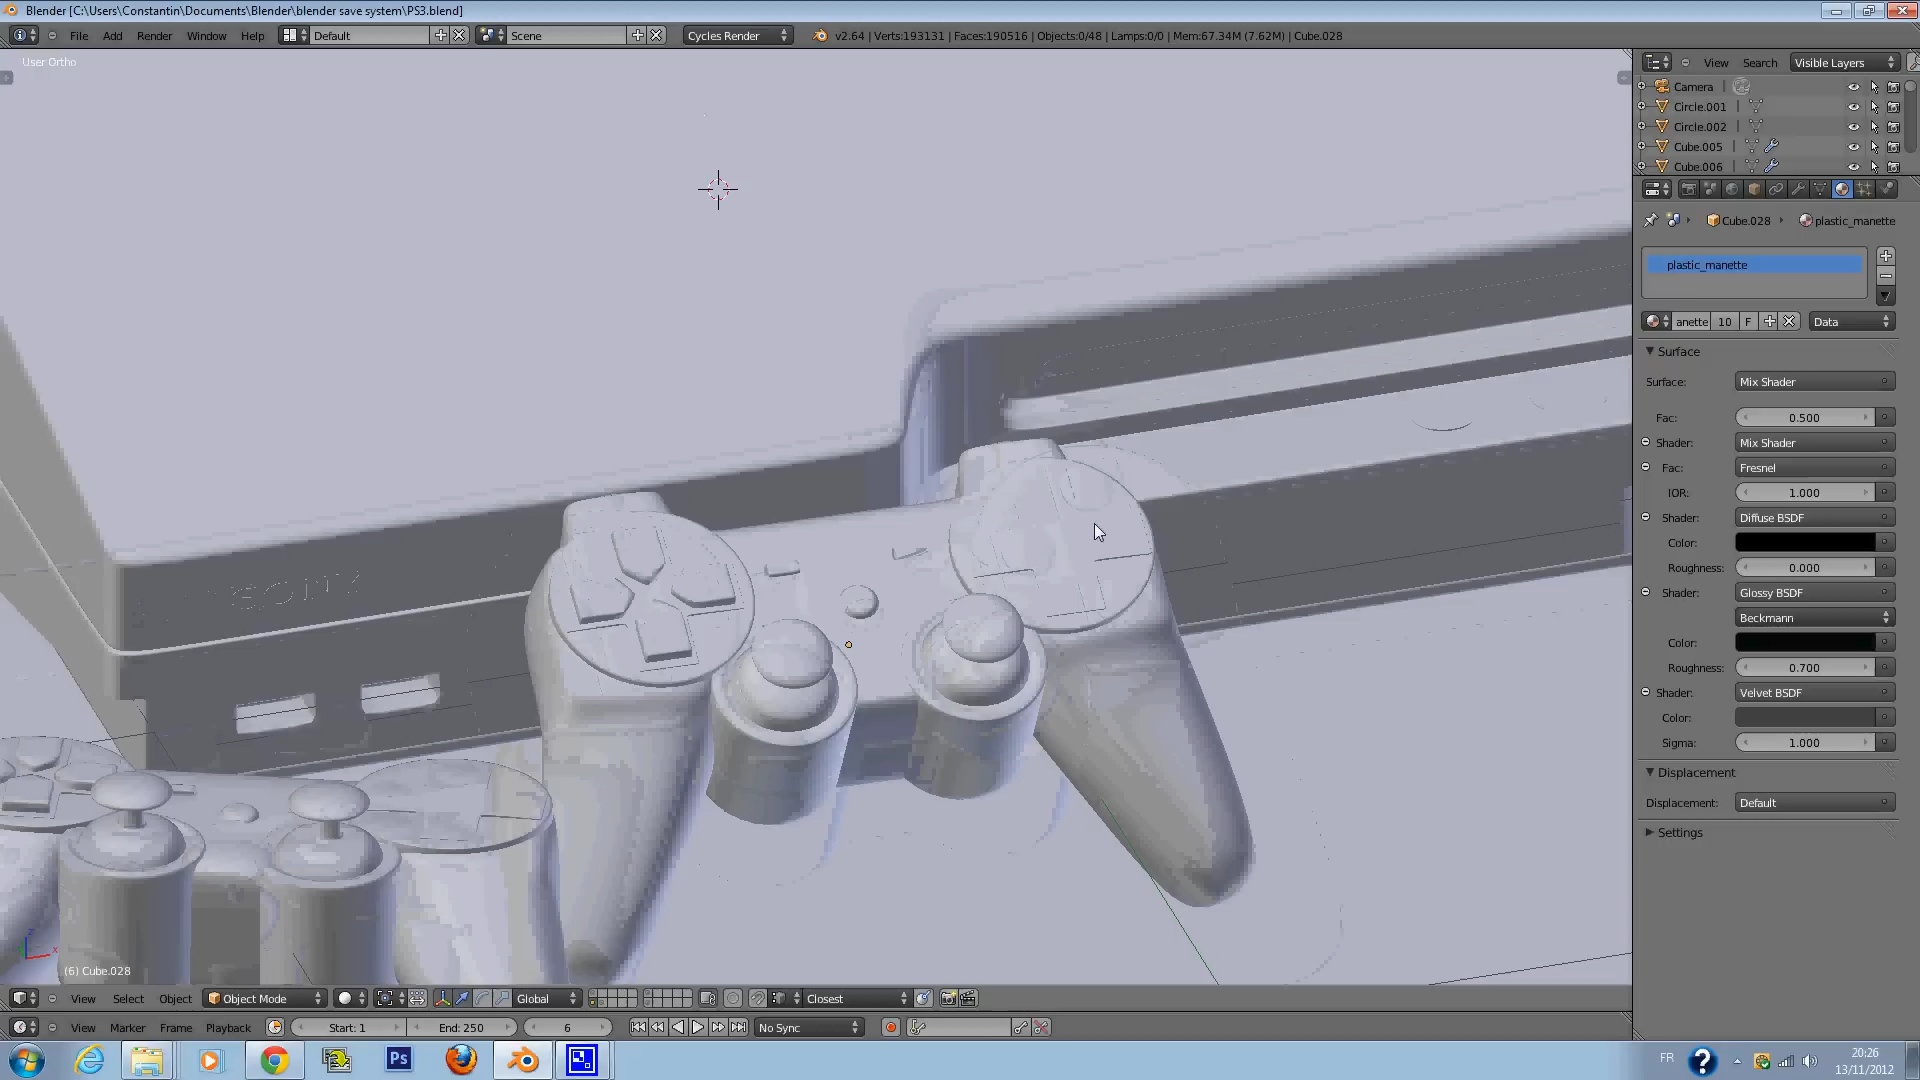 Blender [C:\Users\Constantin\Documents\Blender\blender save system\PS3.blend]
File Add Render Window Help Default Scene Cycles Render v2.64 | Verts:193131 | Faces:190516 | Objects:0/48 | Lamps:0/0 | Mem:67.34M (7.62M) | Cube.028
User Ortho
View Search Visible Layers
Camera
Circle.001
Circle.002
Cube.005
Cube.006
Cube.028 plastic_manette
plastic_manette
anette 10 F Data
Surface
Surface: Mix Shader
Fac: 0.500
Shader: Mix Shader
Fac: Fresnel
IOR: 1.000
Shader: Diffuse BSDF
Color:
Roughness: 0.000
Shader: Glossy BSDF
Beckmann
Color:
Roughness: 0.700
Shader: Velvet BSDF
Color:
Sigma: 1.000
Displacement
Displacement: Default
Settings
SONY
(6) Cube.028
View Select Object Object Mode Global Closest
View Marker Frame Playback Start: 1 End: 250 6 No Sync
Ps
FR
20:26
13/11/2012